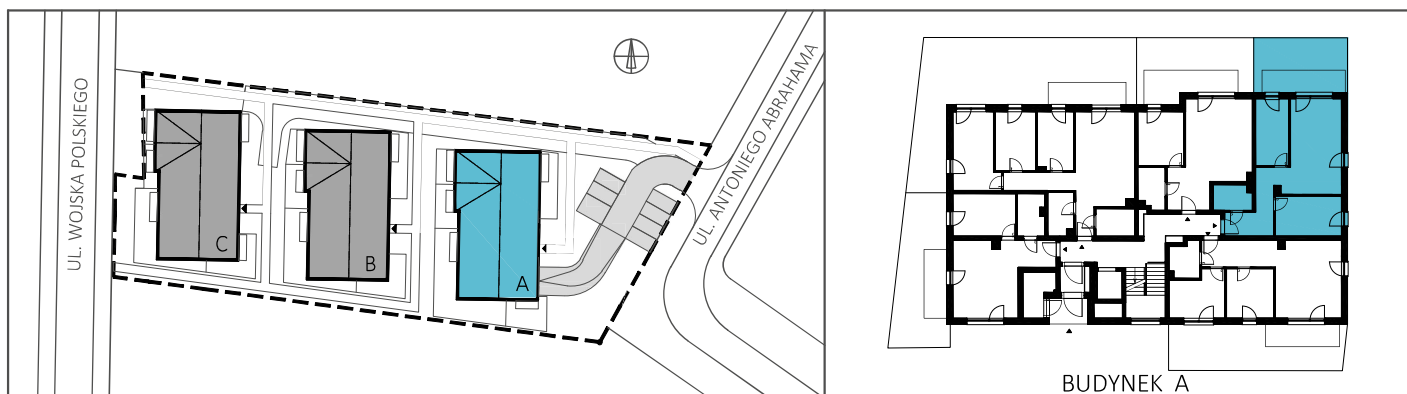 UL. WOJSKA POLSKIEGO
C
B
A
UL. ANTONIEGO ABRAHAMA
BUDYNEK A